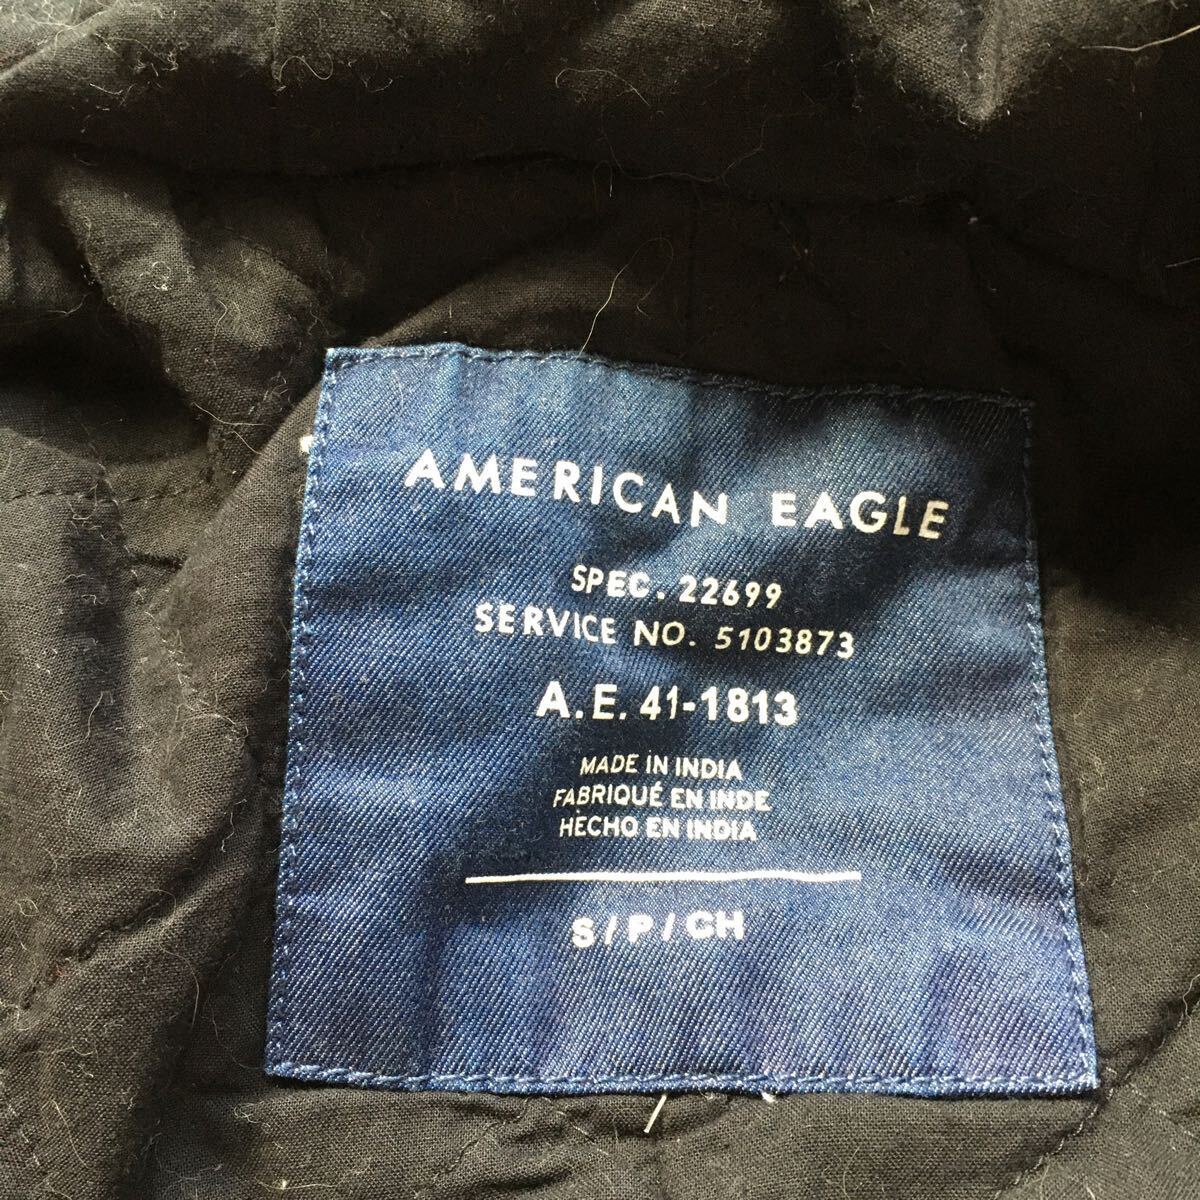 AMERICAN EAGLE
SPEC. 22699
SERVICE NO. 5103873
A.E. 41-1813
MADE IN INDIA
FABRIQUÉ EN INDE
HECHO EN INDIA
S/P/CH